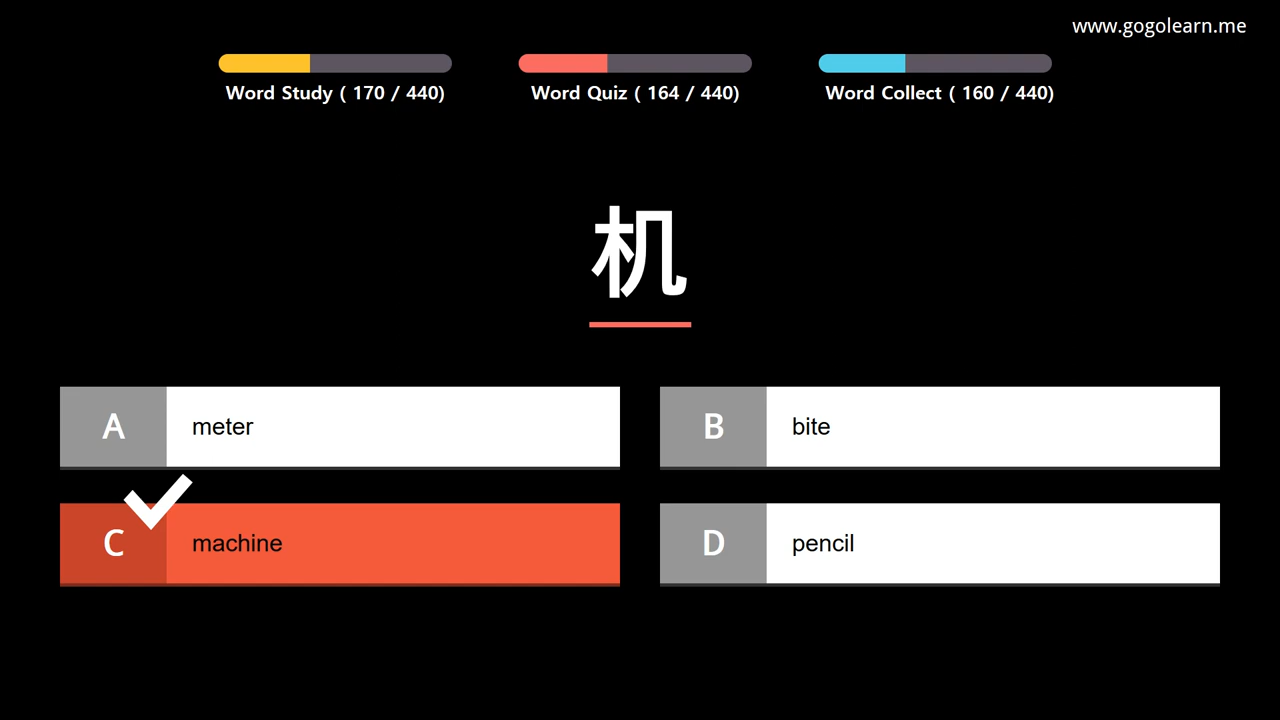 www.gogolearn.me
Word Study ( 170 / 440)
Word Quiz ( 164 / 440)
Word Collect ( 160 / 440)
机
A meter
B bite
C machine
D pencil